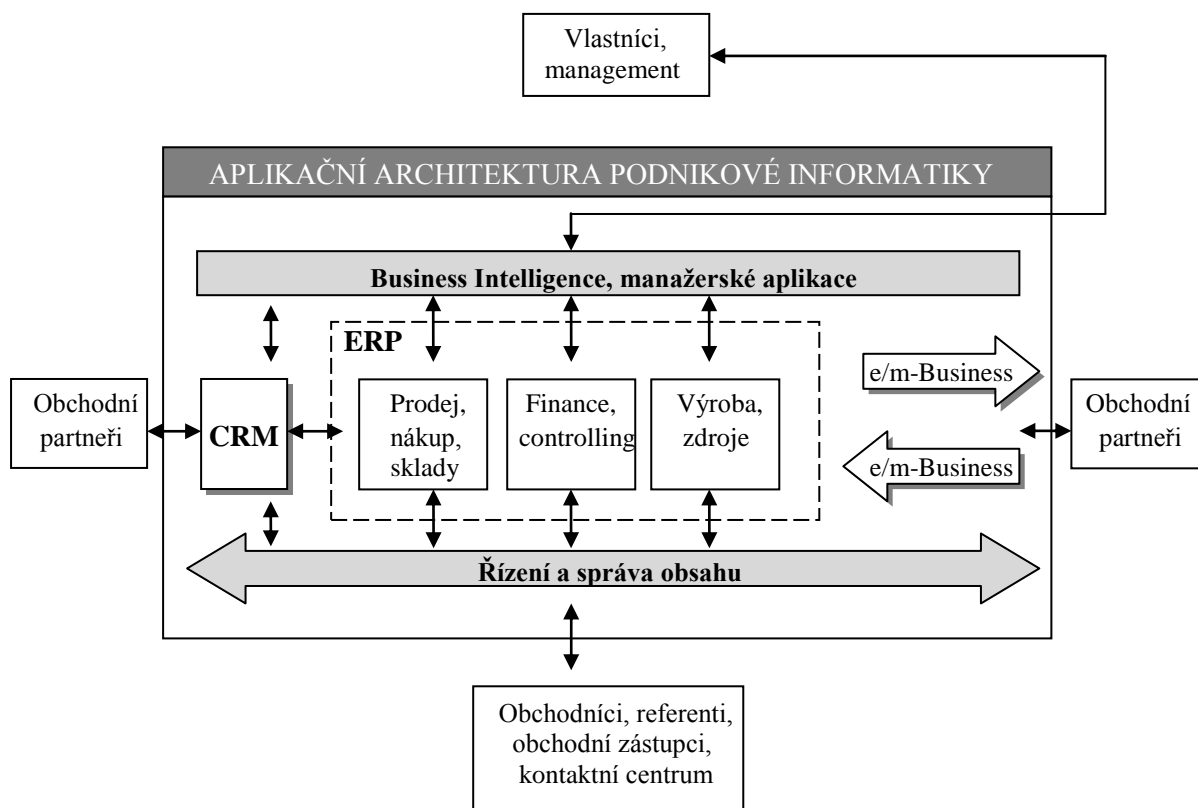 Vlastníci,
management
APLIKAČNÍ ARCHITEKTURA PODNIKOVÉ INFORMATIKY
Business Intelligence, manažerské aplikace
ERP
e/m-Business
Obchodní
partneři
CRM
Prodej,
nákup,
sklady
Finance,
controlling
Výroba,
zdroje
e/m-Business
Obchodní
partneři
Řízení a správa obsahu
Obchodníci, referenti,
obchodní zástupci,
kontaktní centrum